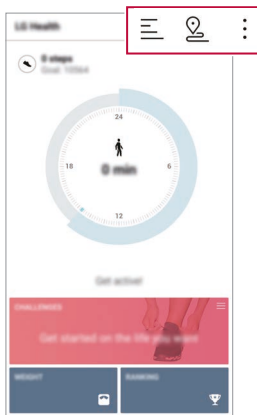 LG Health
0 steps
Goal: 10564
24
18
6
0 min
12
Get active!
CHALLENGES
Get started on the life you want
WEIGHT
RANKING